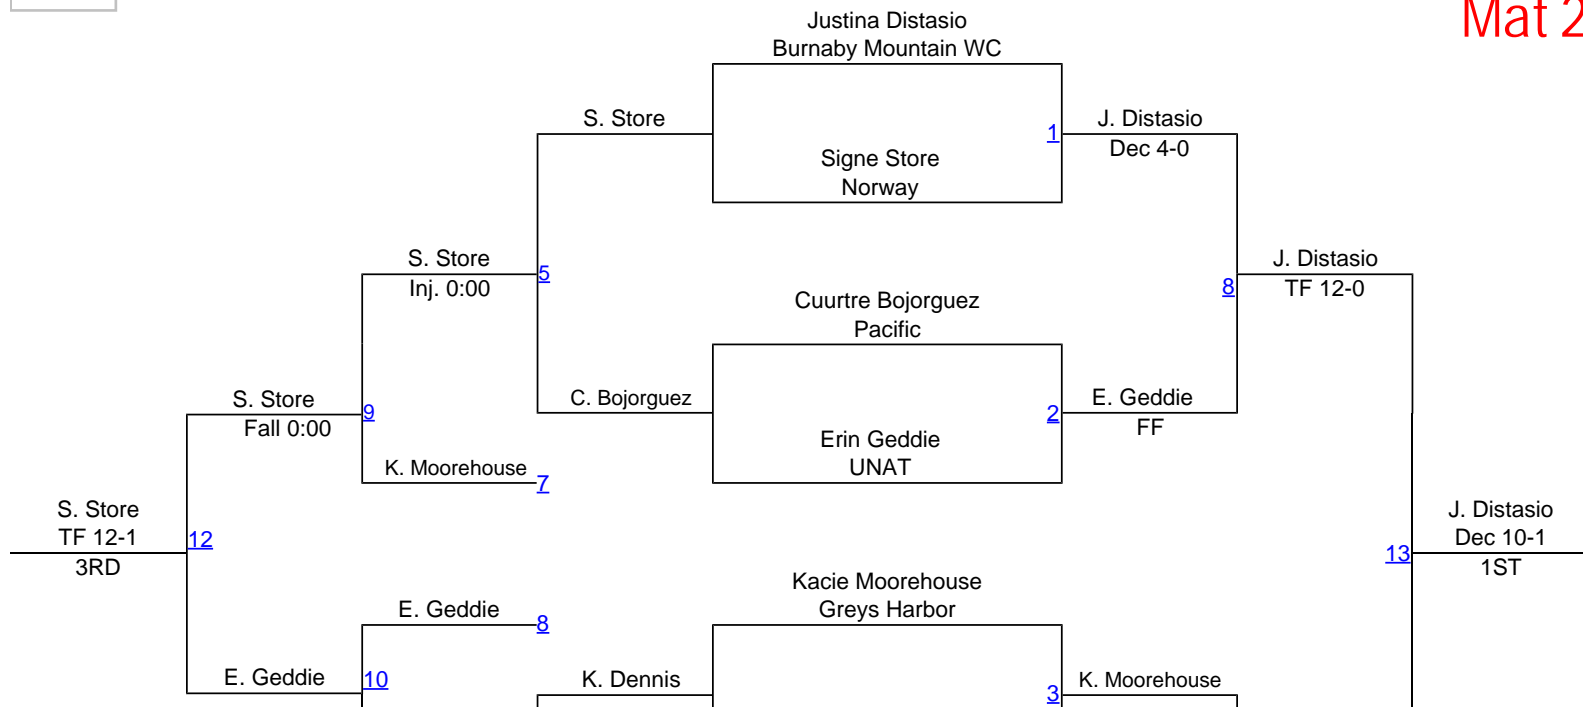 Mat 2
Justina Distasio
Burnaby Mountain WC
S. Store
1
J. Distasio
Dec 4-0
Signe Store
Norway
S. Store
Inj. 0:00
5
J. Distasio
TF 12-0
8
Cuurtre Bojorguez
Pacific
S. Store
Fall 0:00
9
C. Bojorguez
2
E. Geddie
FF
Erin Geddie
UNAT
K. Moorehouse
7
S. Store
TF 12-1
3RD
12
J. Distasio
Dec 10-1
1ST
13
Kacie Moorehouse
Greys Harbor
E. Geddie
8
E. Geddie
10
K. Dennis
3
K. Moorehouse